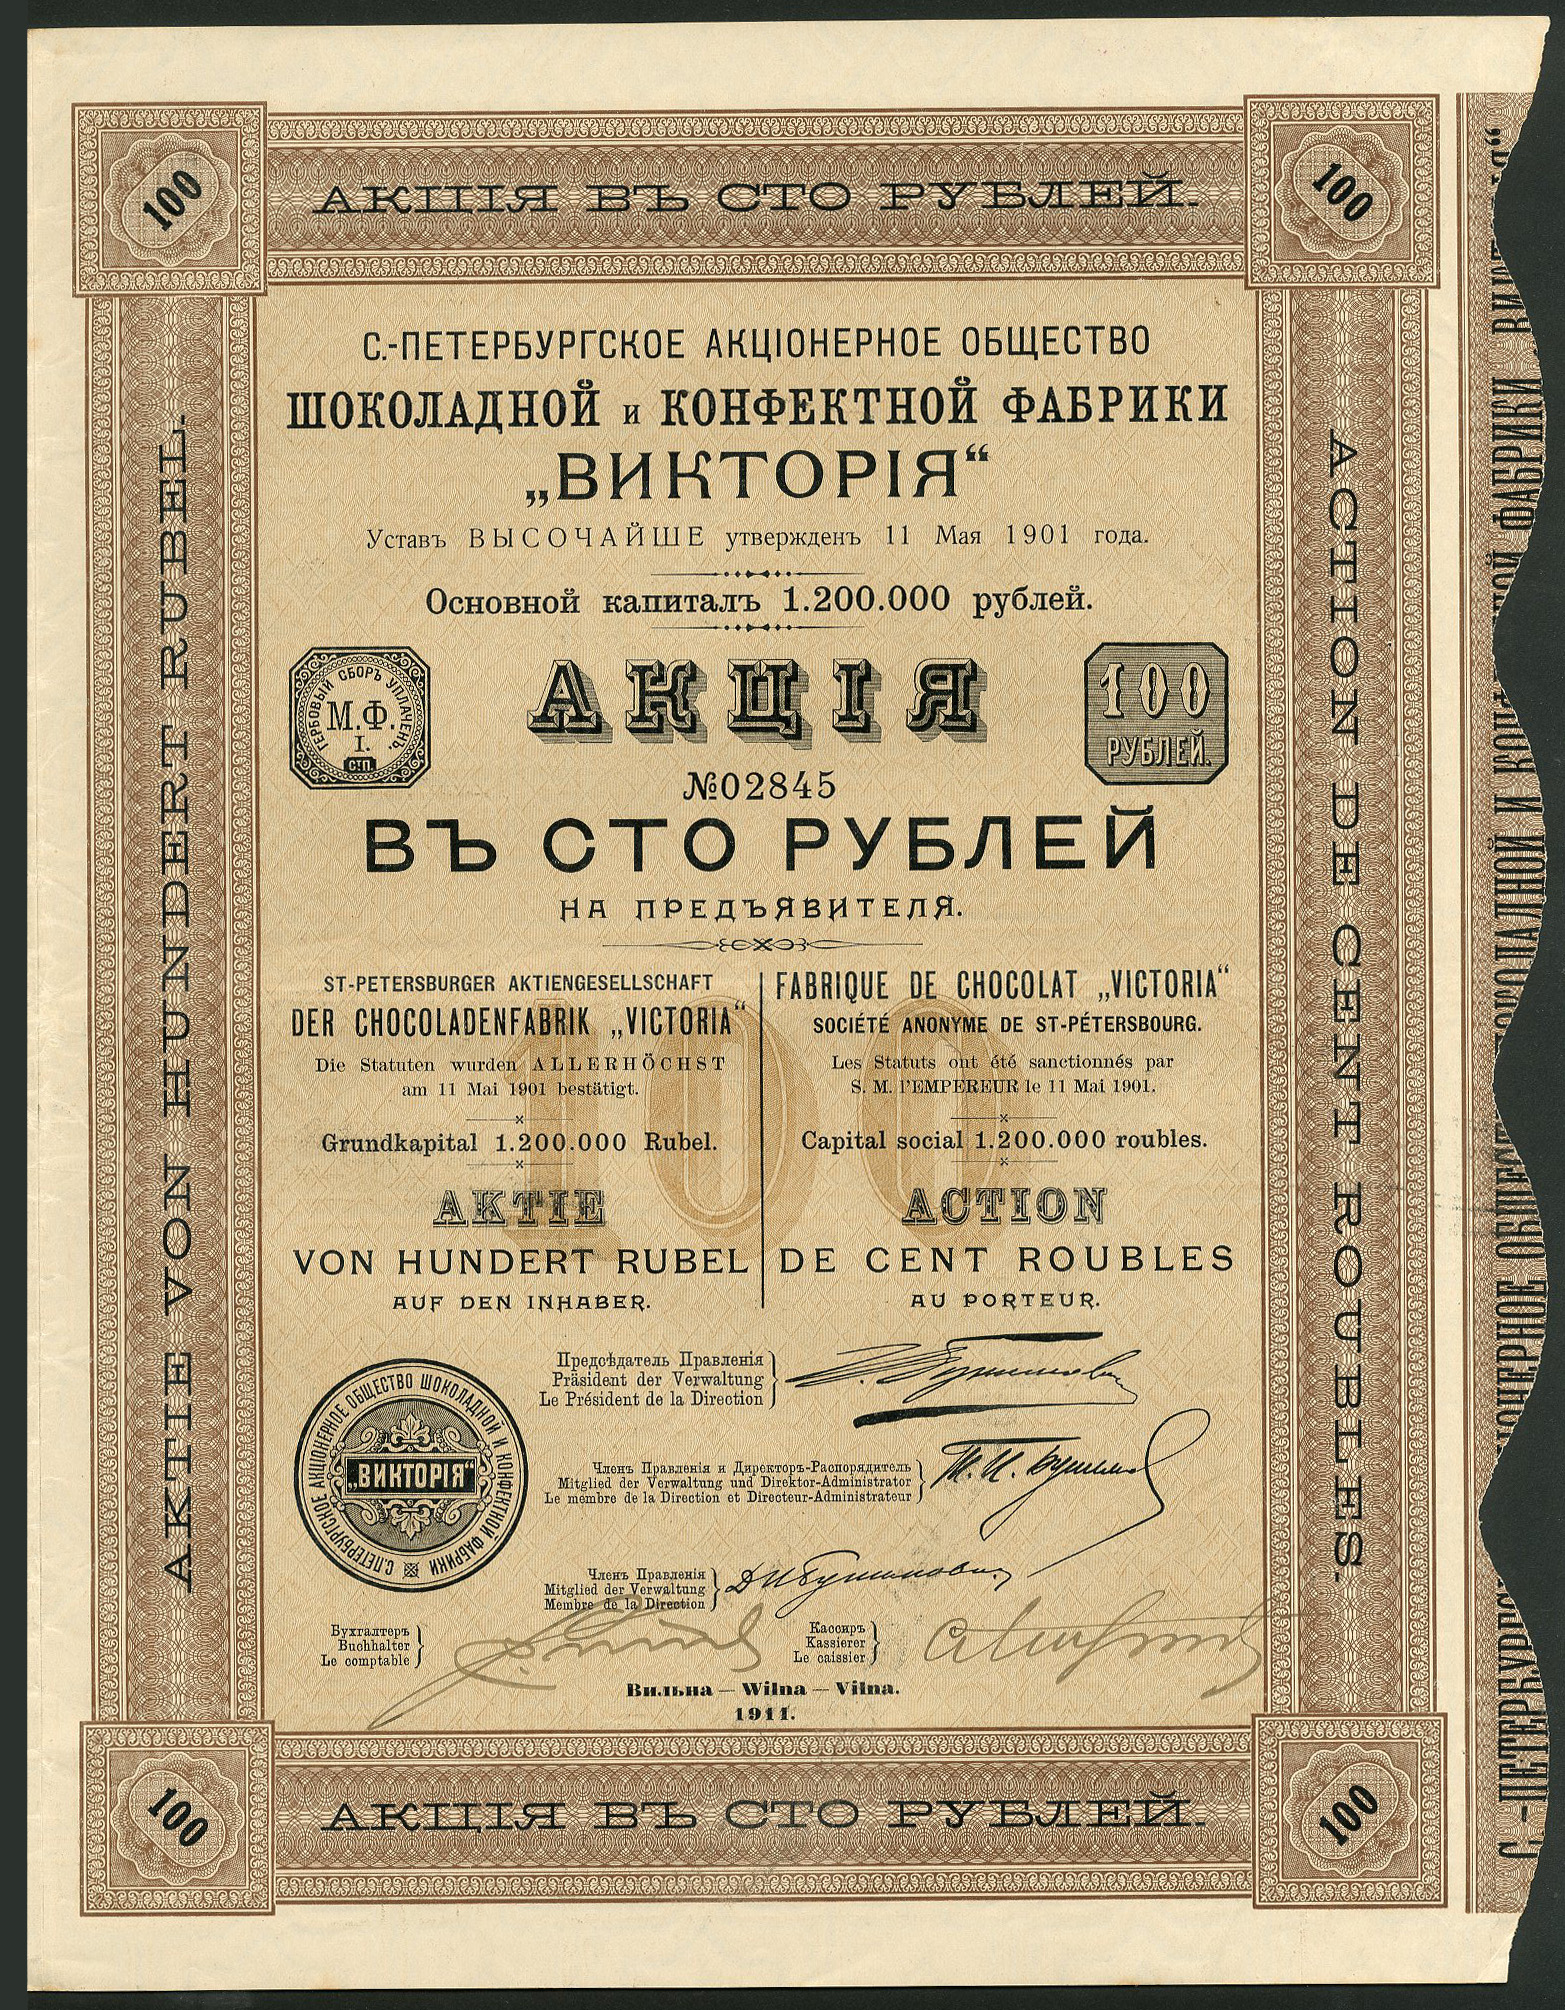 100
АКЦІЯ ВЪ СТО РУБЛЕЙ.
100
AKTIE VON HUNDERT RUBEL.
ACTION DE CENT ROUBLES.
С.-ПЕТЕРБУРГСКОЕ АКЦІОНЕРНОЕ ОБЩЕСТВО
ШОКОЛАДНОЙ и КОНФЕКТНОЙ ФАБРИКИ
„ВИКТОРІЯ“
Уставъ ВЫСОЧАЙШЕ утвержденъ 11 Мая 1901 года.
Основной капиталъ 1.200.000 рублей.
ГЕРБОВЫЙ СБОРЪ УПЛАЧЕНЪ.
М.Ф.
I.
СТП.
АКЦІЯ
100
РУБЛЕЙ.
№02845
ВЪ СТО РУБЛЕЙ
НА ПРЕДЪЯВИТЕЛЯ.
100
ST-PETERSBURGER AKTIENGESELLSCHAFT
DER CHOCOLADENFABRIK „VICTORIA“
Die Statuten wurden ALLERHÖCHST
am 11 Mai 1901 bestätigt.
Grundkapital 1.200.000 Rubel.
AKTIE
VON HUNDERT RUBEL
AUF DEN INHABER.
FABRIQUE DE CHOCOLAT „VICTORIA“
SOCIÉTÉ ANONYME DE ST-PÉTERSBOURG.
Les Statuts ont été sanctionnés par
S. M. l'EMPEREUR le 11 Mai 1901.
Capital social 1.200.000 roubles.
ACTION
DE CENT ROUBLES
AU PORTEUR.
Предсѣдатель Правленія
Präsident der Verwaltung
Le Président de la Direction
Членъ Правленія и Директоръ-Распорядитель
Mitglied der Verwaltung und Direktor-Administrator
Le membre de la Direction et Directeur-Administrateur
Членъ Правленія
Mitglied der Verwaltung
Membre de la Direction
С.ПЕТЕРБУРГСКОЕ АКЦІОНЕРНОЕ ОБЩЕСТВО ШОКОЛАДНОЙ И КОНФЕКТНОЙ ФАБРИКИ
„ВИКТОРІЯ“
Бухгалтеръ
Buchhalter
Le comptable
Кассиръ
Kassierer
Le caissier
Вильна — Wilna — Vilna.
1911.
100
АКЦІЯ ВЪ СТО РУБЛЕЙ.
100